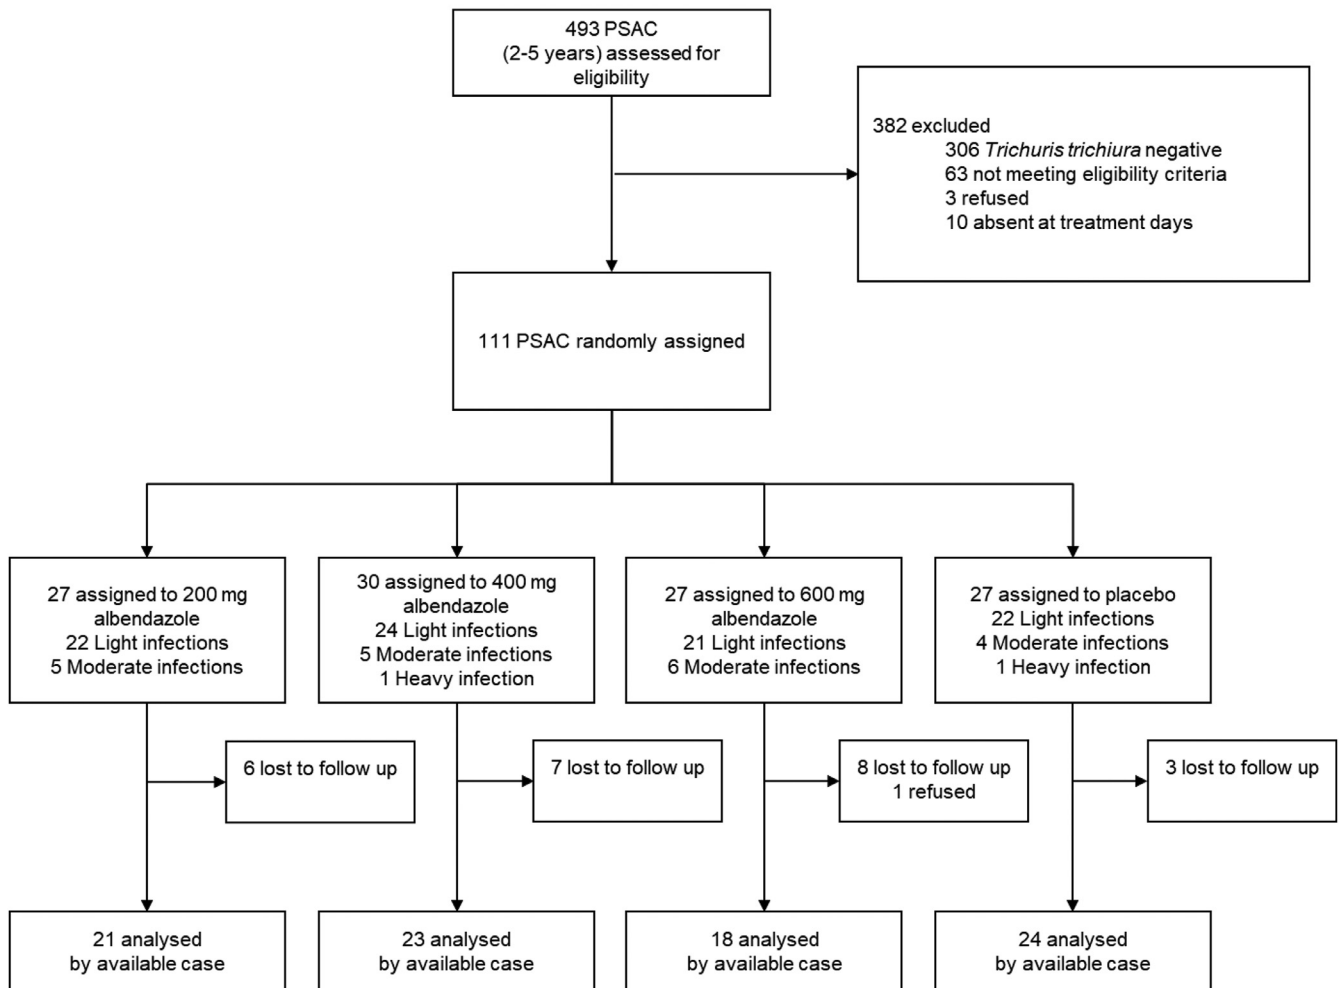 493 PSAC
(2-5 years) assessed for
eligibility
382 excluded
306 Trichuris trichiura negative
63 not meeting eligibility criteria
3 refused
10 absent at treatment days
111 PSAC randomly assigned
27 assigned to 200 mg
albendazole
22 Light infections
5 Moderate infections
30 assigned to 400 mg
albendazole
24 Light infections
5 Moderate infections
1 Heavy infection
27 assigned to 600 mg
albendazole
21 Light infections
6 Moderate infections
27 assigned to placebo
22 Light infections
4 Moderate infections
1 Heavy infection
6 lost to follow up
7 lost to follow up
8 lost to follow up
1 refused
3 lost to follow up
21 analysed
by available case
23 analysed
by available case
18 analysed
by available case
24 analysed
by available case